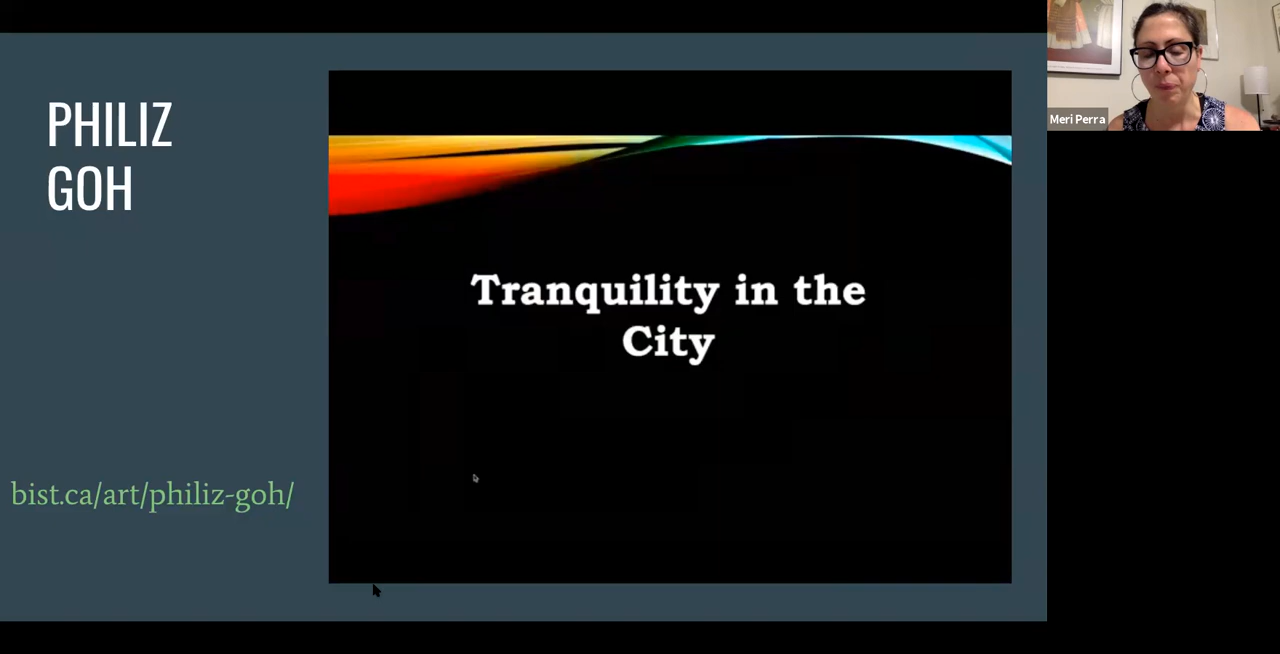 PHILIZ
GOH
Tranquility in the
City
bist.ca/art/philiz-goh/
Meri Perra